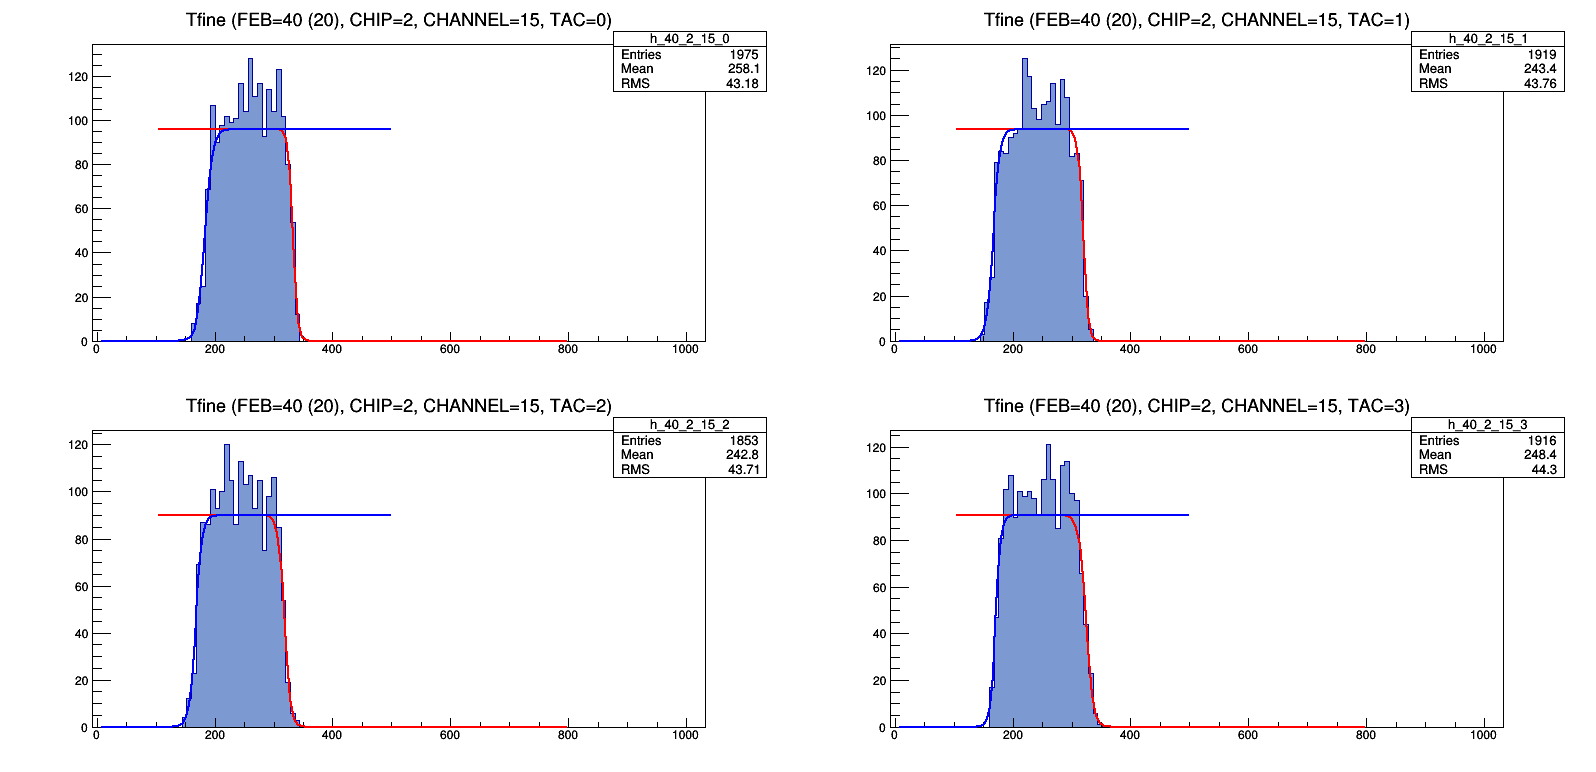 Tfine (FEB=40 (20), CHIP=2, CHANNEL=15, TAC=0)
h_40_2_15_0
Entries 1975
Mean 258.1
RMS 43.18
120
100
80
60
40
20
0
0 200 400 600 800 1000
Tfine (FEB=40 (20), CHIP=2, CHANNEL=15, TAC=1)
h_40_2_15_1
Entries 1919
Mean 243.4
RMS 43.76
120
100
80
60
40
20
0
0 200 400 600 800 1000
Tfine (FEB=40 (20), CHIP=2, CHANNEL=15, TAC=2)
h_40_2_15_2
Entries 1853
Mean 242.8
RMS 43.71
120
100
80
60
40
20
0
0 200 400 600 800 1000
Tfine (FEB=40 (20), CHIP=2, CHANNEL=15, TAC=3)
h_40_2_15_3
Entries 1916
Mean 248.4
RMS 44.3
120
100
80
60
40
20
0
0 200 400 600 800 1000